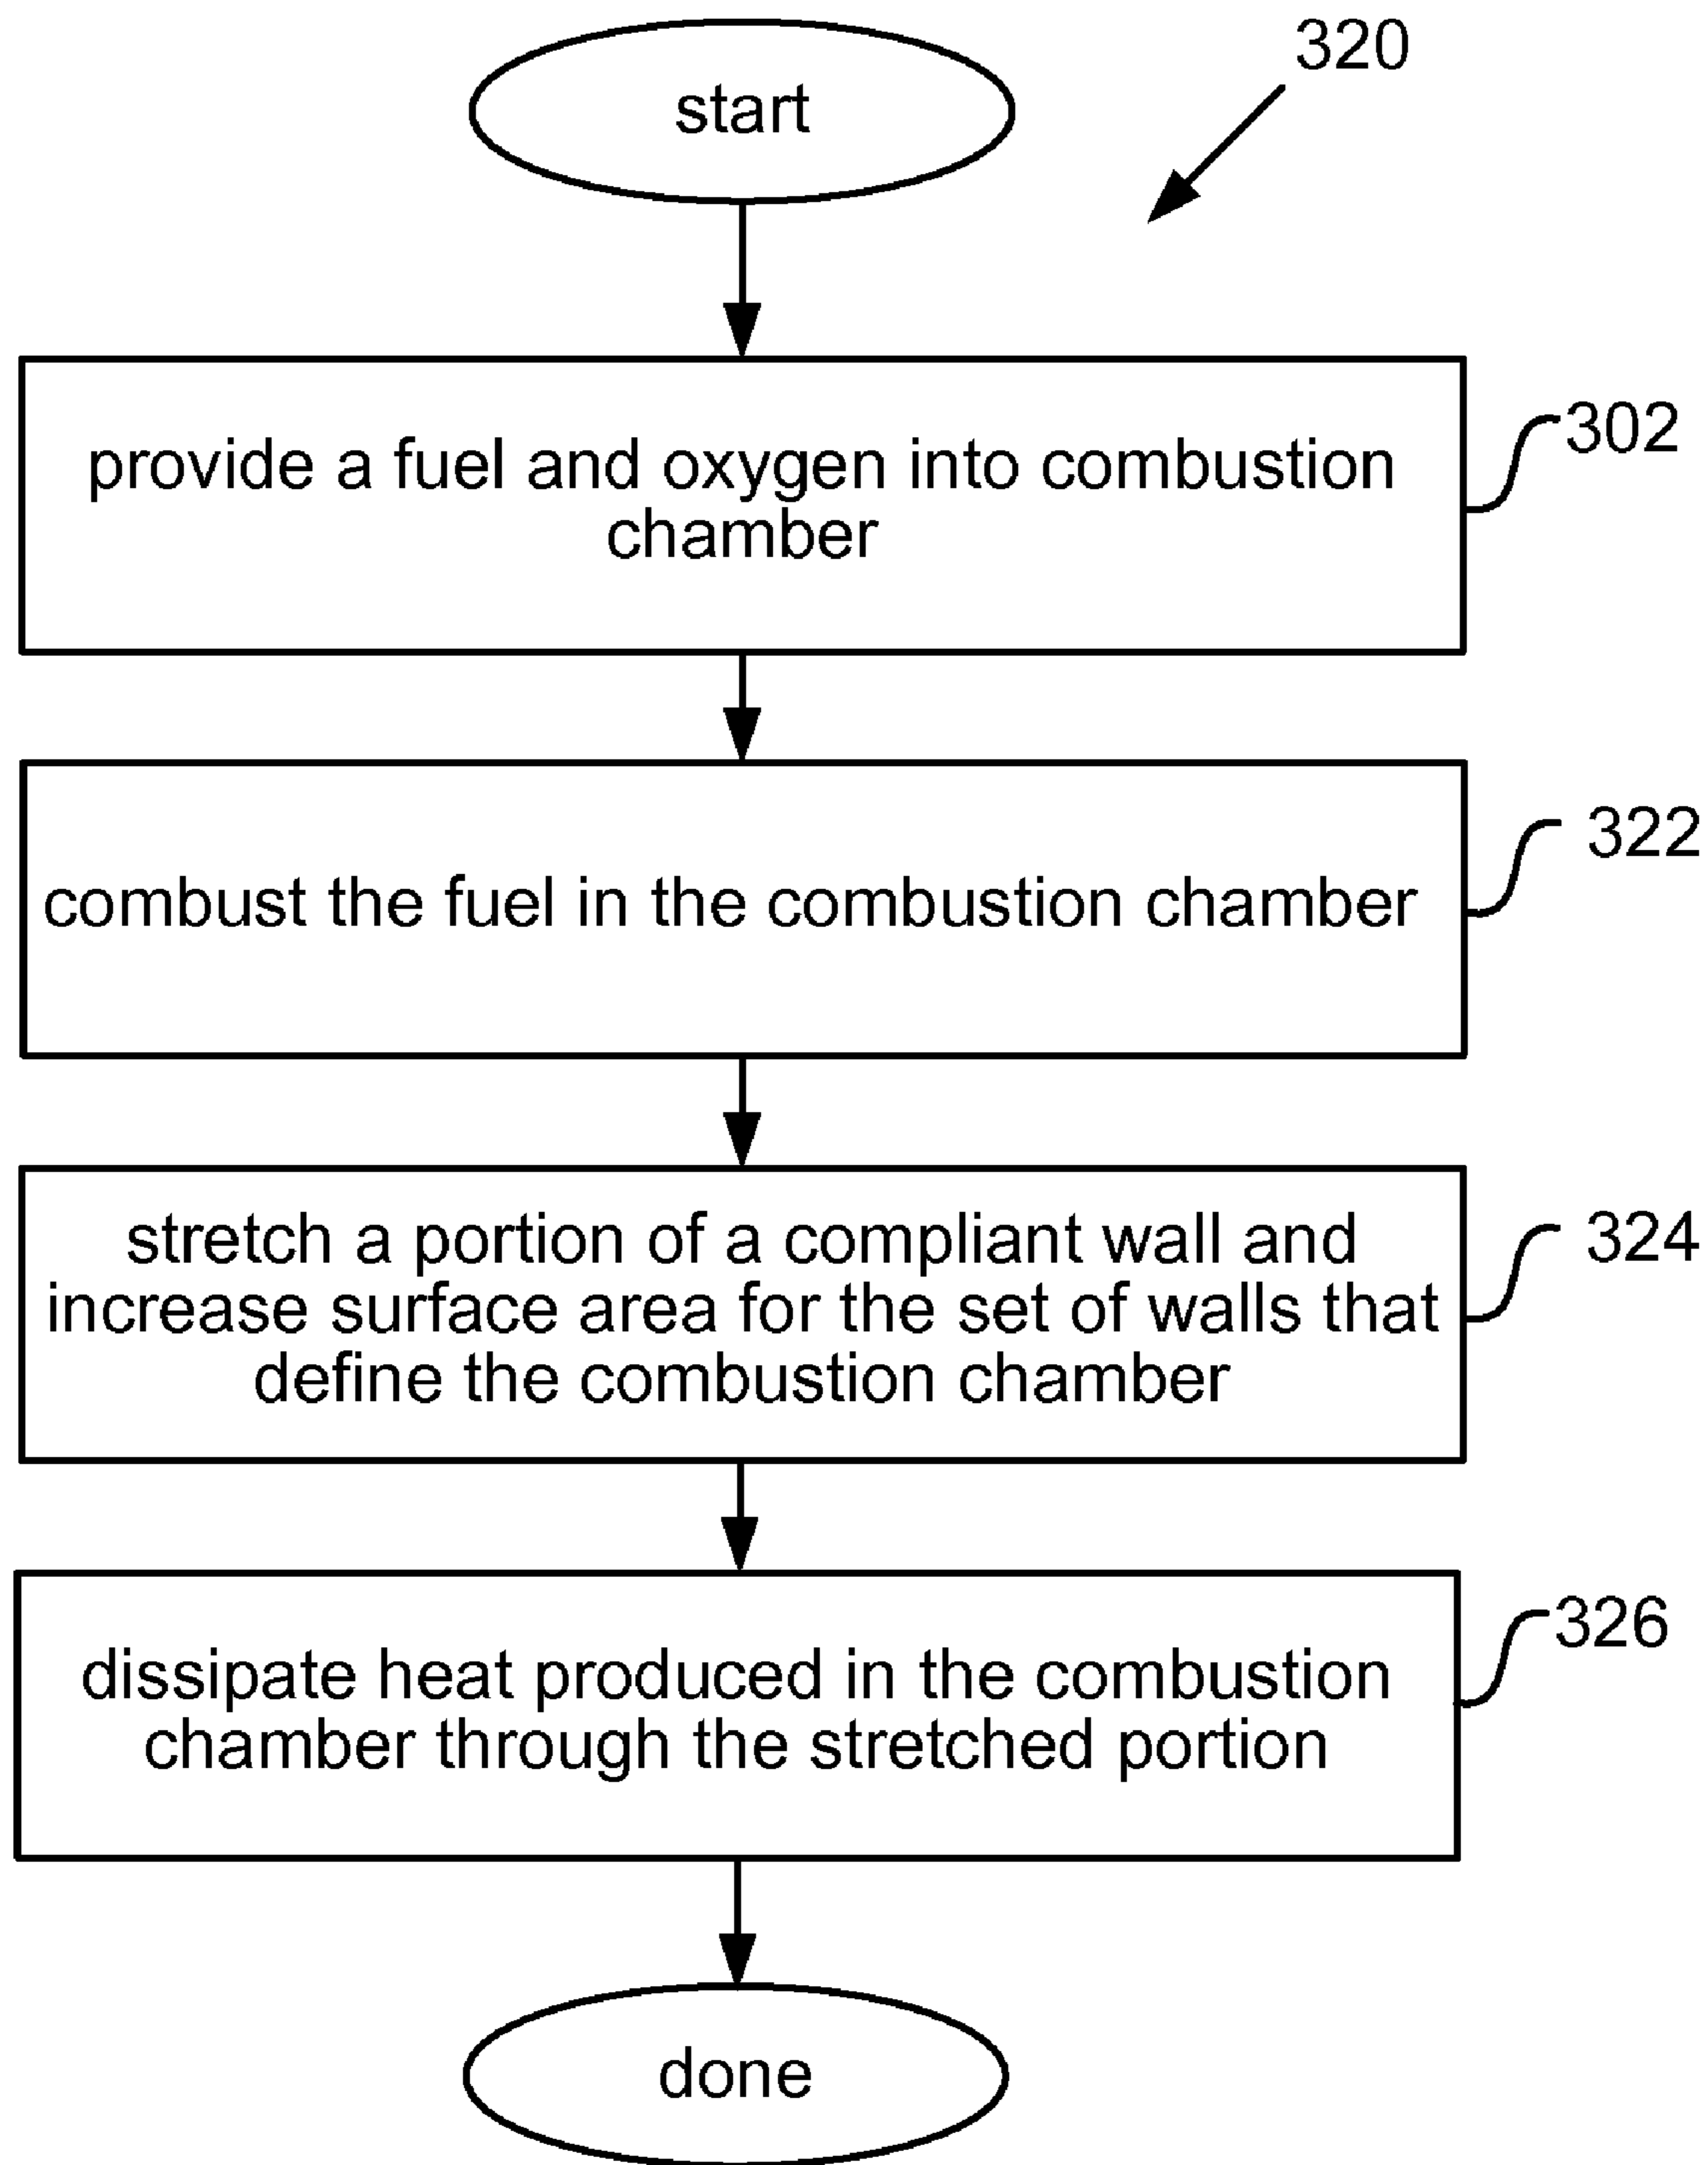 320
start
provide a fuel and oxygen into combustion
chamber
302
combust the fuel in the combustion chamber
322
stretch a portion of a compliant wall and
increase surface area for the set of walls that
define the combustion chamber
324
dissipate heat produced in the combustion
chamber through the stretched portion
326
done